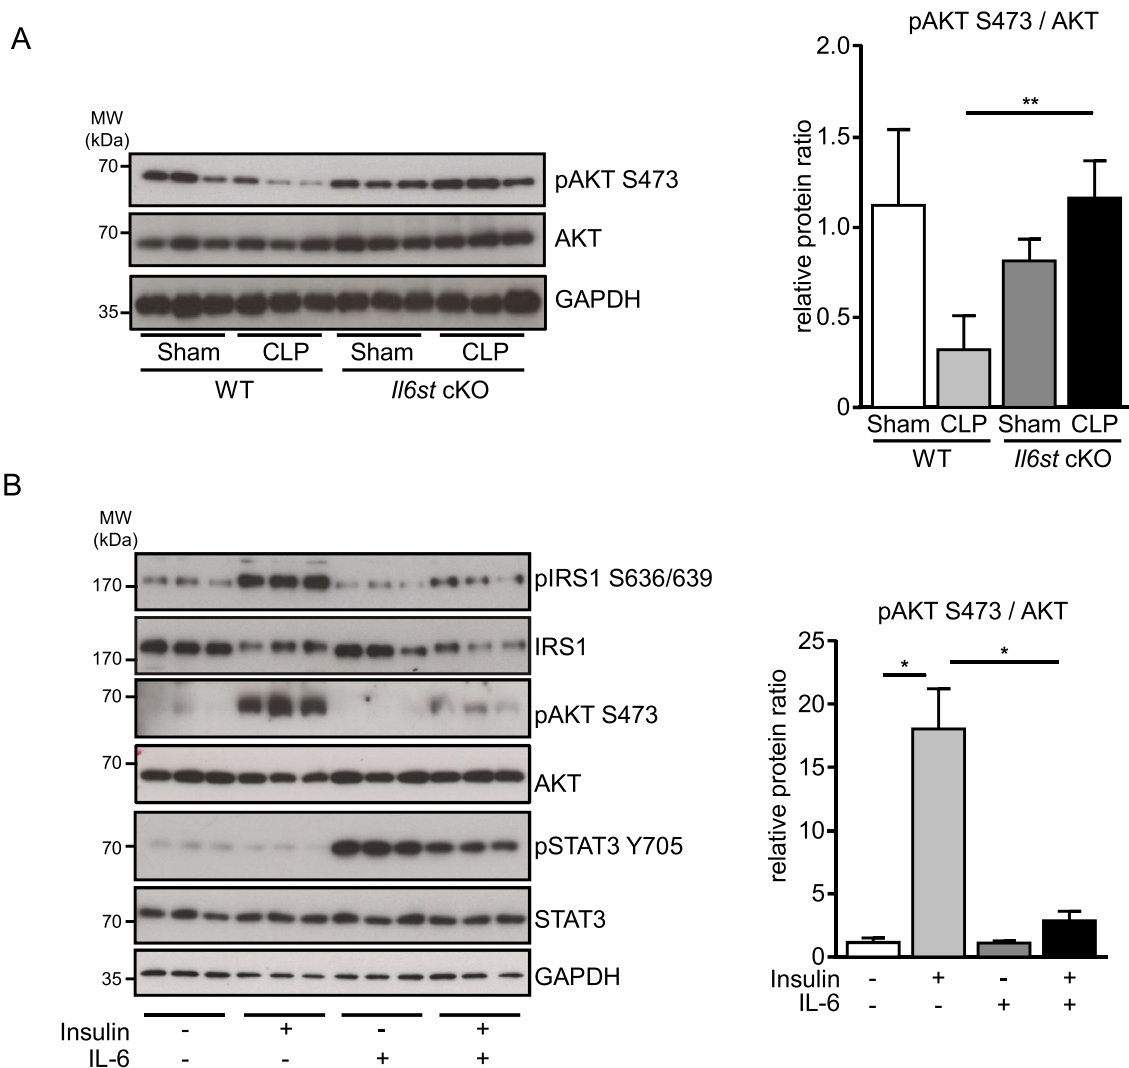 A
MW
(kDa)
70
pAKT S473
70
AKT
35
GAPDH
Sham CLP Sham CLP
WT Il6st cKO
pAKT S473 / AKT
relative protein ratio
2.0
1.5
1.0
0.5
0
**
Sham CLP Sham CLP
WT Il6st cKO
B
MW
(kDa)
170
pIRS1 S636/639
170
IRS1
70
pAKT S473
70
AKT
70
pSTAT3 Y705
70
STAT3
35
GAPDH
Insulin - + - +
IL-6 - - + +
pAKT S473 / AKT
relative protein ratio
25
20
15
10
5
0
* *
Insulin - + - +
IL-6 - - + +